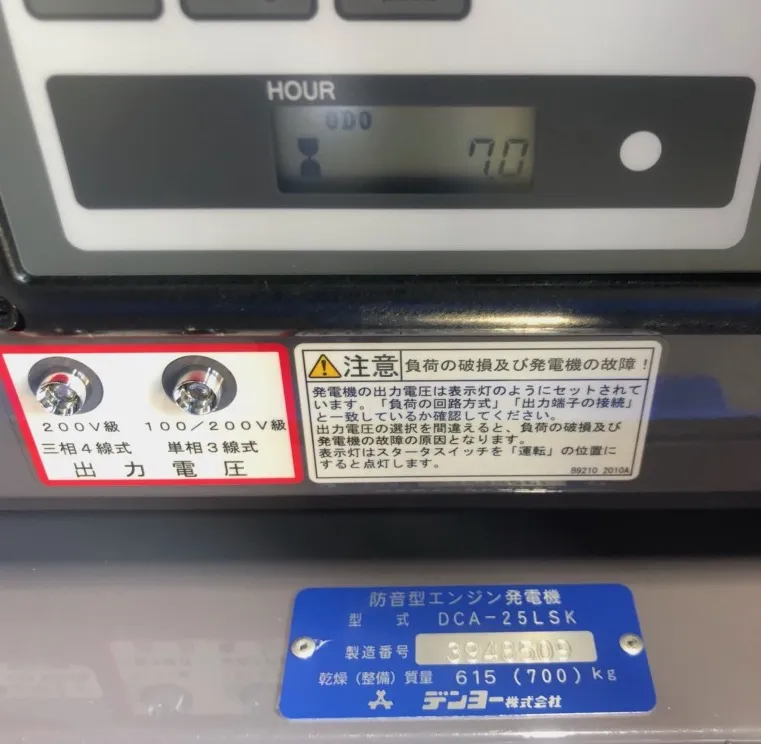 HOUR
ODO
70
200V級
100/200V級
三相4線式
単相3線式
出力電圧
注意
負荷の破損及び発電機の故障!
発電機の出力電圧は表示灯のようにセットされて
います。「負荷の回路方式」「出力端子の接続」
と一致しているか確認してください。
出力電圧の選択を間違えると、負荷の破損及び
発電機の故障の原因となります。
表示灯はスタータスイッチを「運転」の位置に
すると点灯します。
B9210 2010A
防音型エンジン発電機
型式 DCA-25LSK
製造番号 3948509
乾燥(整備)質量 615 (700) kg
デンヨー株式会社